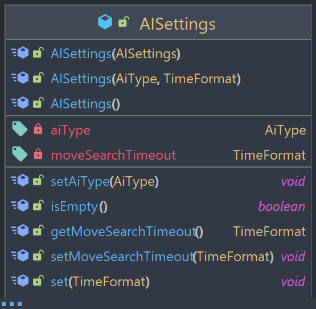 AISettings
AISettings(AISettings)
AISettings(AiType, TimeFormat)
AISettings()
aiType AiType
moveSearchTimeout TimeFormat
setAiType(AiType) void
isEmpty() boolean
getMoveSearchTimeout() TimeFormat
setMoveSearchTimeout(TimeFormat) void
set(TimeFormat) void